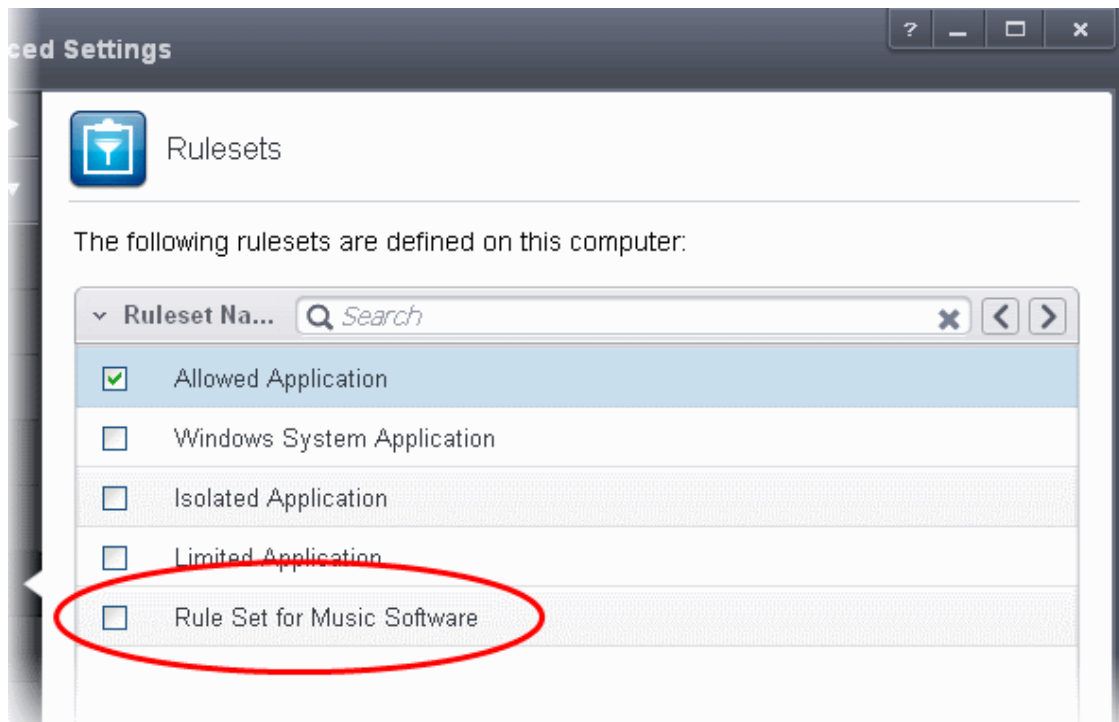 ced Settings
?
Rulesets
The following rulesets are defined on this computer:
Ruleset Na... Search
Allowed Application
Windows System Application
Isolated Application
Limited Application
Rule Set for Music Software